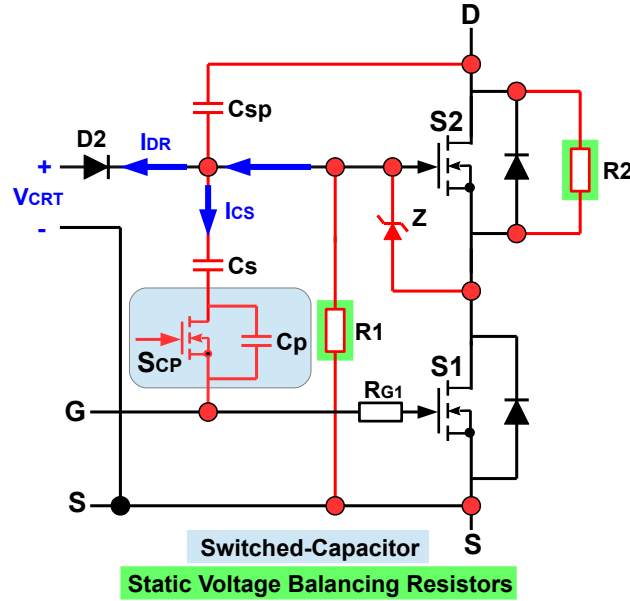 D
Csp
S2
D2
IDR
R2
+
VCRT
-
ICS
Z
Cs
SCP
Cp
R1
S1
RG1
G
S
S
Switched-Capacitor
Static Voltage Balancing Resistors